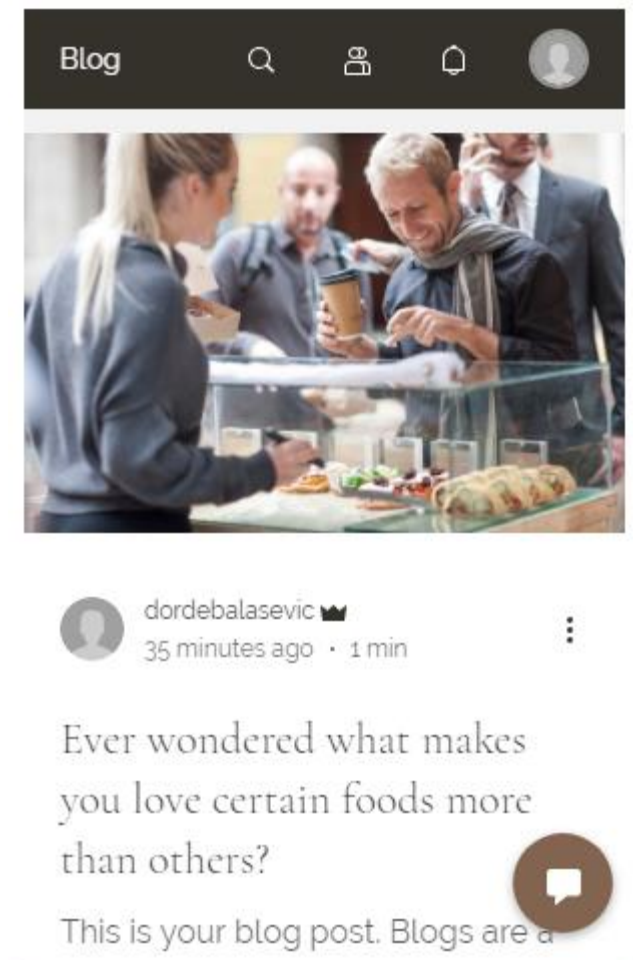 Blog
dordebalasevic
35 minutes ago · 1 min
Ever wondered what makes
you love certain foods more
than others?
This is your blog post. Blogs are a